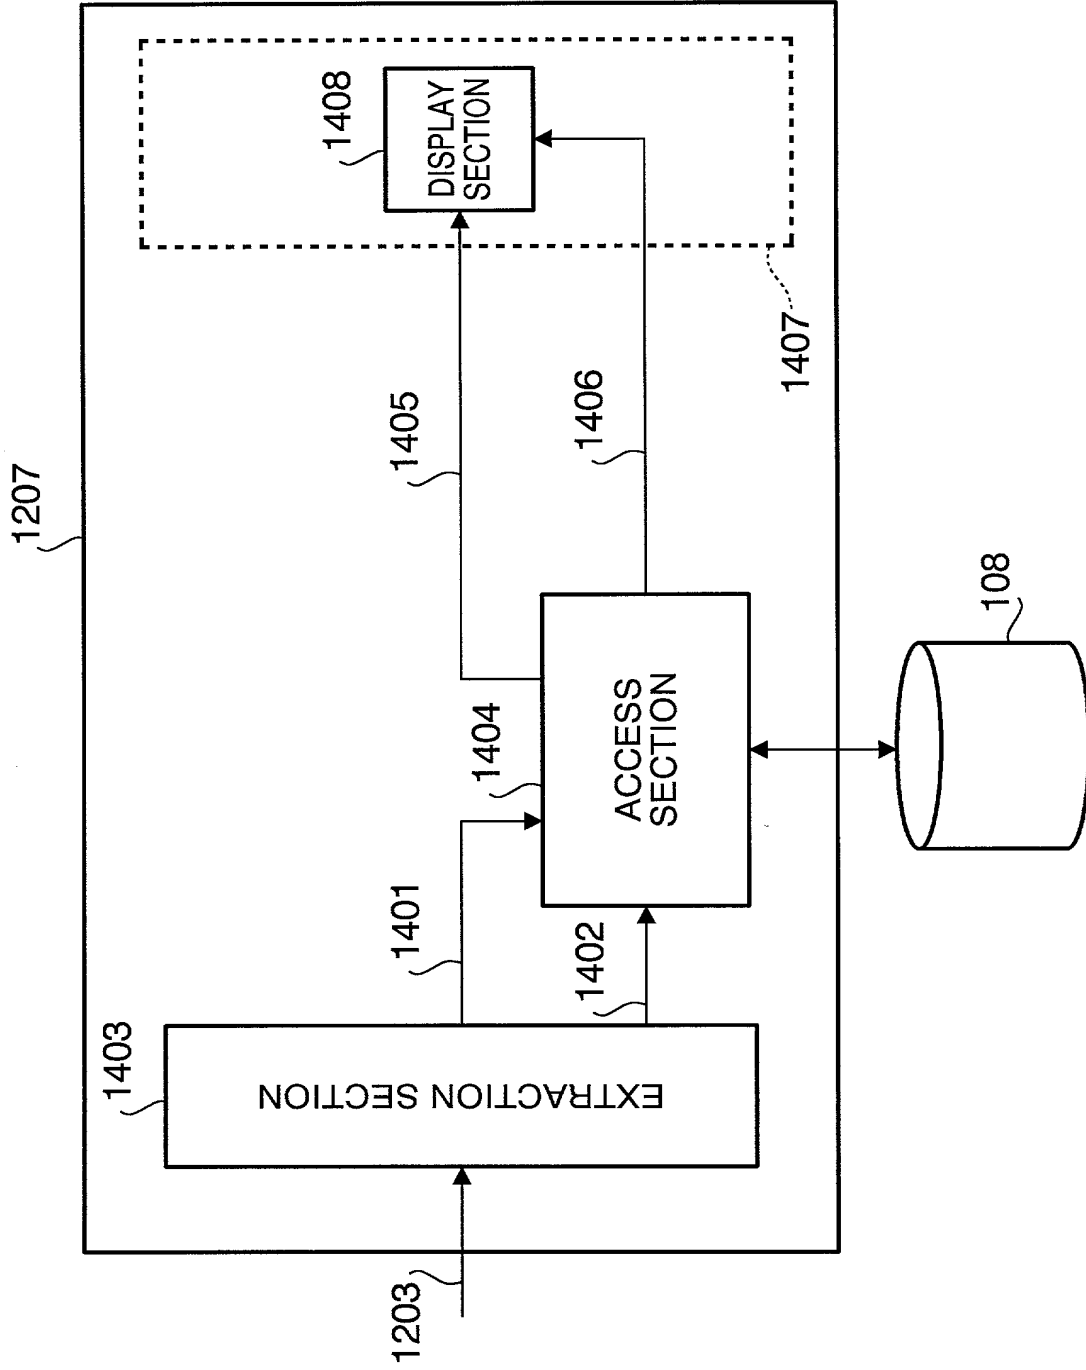 1207
1203
1403
EXTRACTION SECTION
1401
1402
1404
ACCESS
SECTION
1405
1406
1408
DISPLAY
SECTION
1407
108